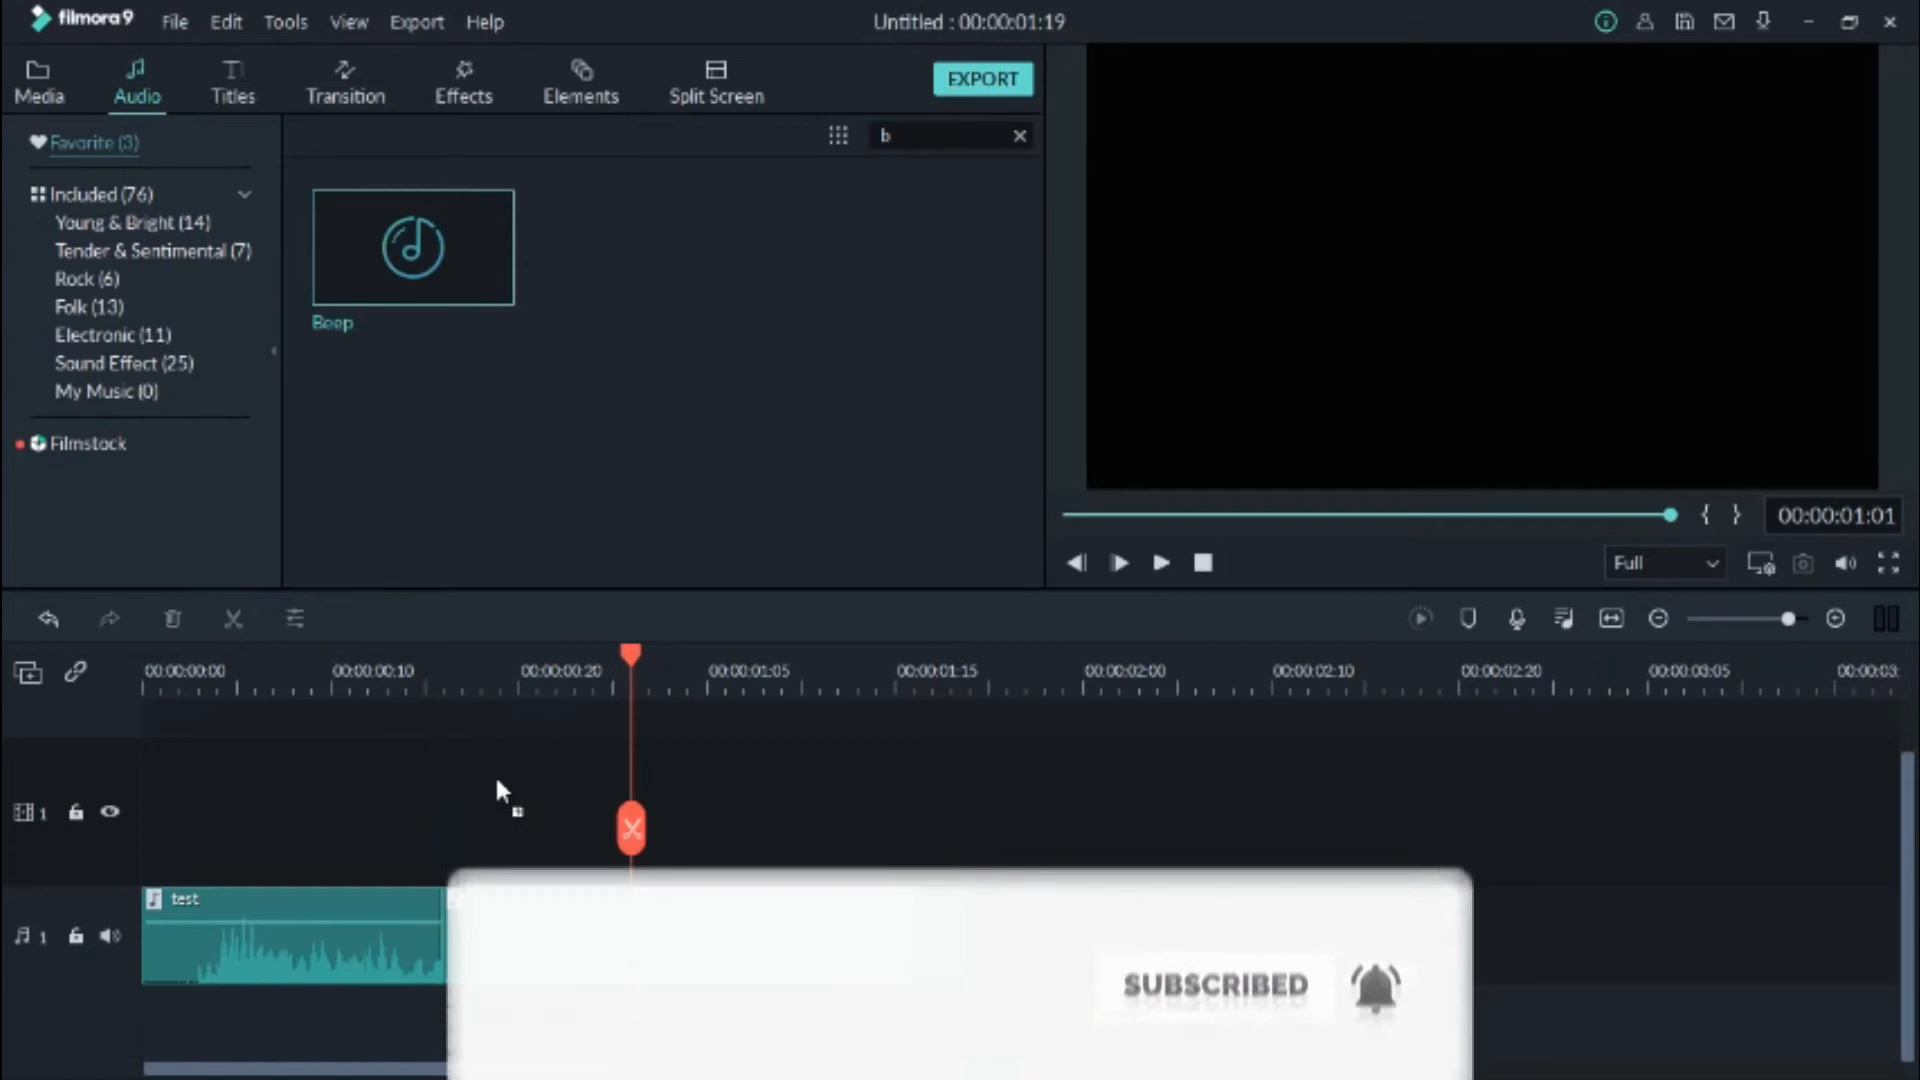 filmora9 File Edit Tools View Export Help Untitled : 00:00:01:19
Media Audio Titles Transition Effects Elements Split Screen EXPORT
Favorite (3)
b
Included (76)
Young & Bright (14)
Tender & Sentimental (7)
Rock (6)
Folk (13)
Electronic (11)
Sound Effect (25)
My Music (0)
Filmstock
Beep
00:00:01:01
Full
00:00:00:00 00:00:00:10 00:00:00:20 00:00:01:05 00:00:01:15 00:00:02:00 00:00:02:10 00:00:02:20 00:00:03:05 00:00:03:
1
test
1
SUBSCRIBED